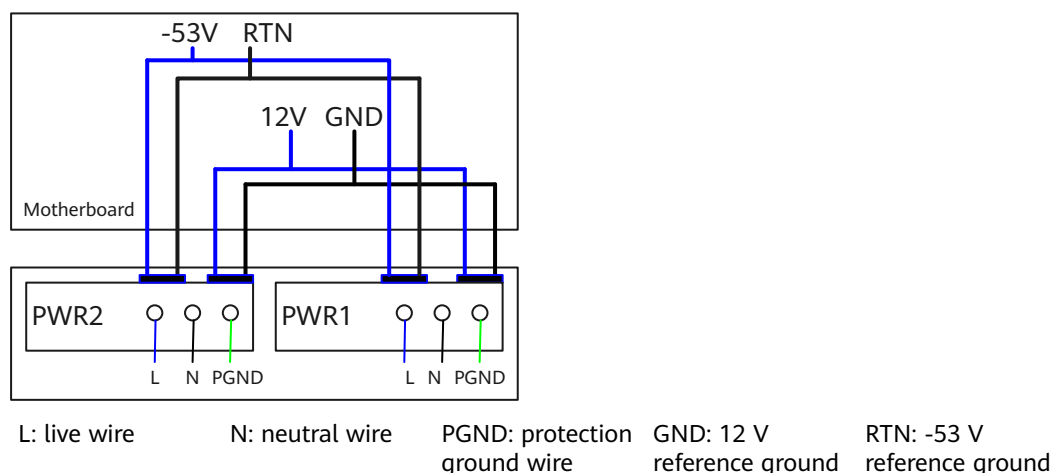 -53V RTN
12V GND
Motherboard
PWR2 PWR1
L N PGND L N PGND
L: live wire N: neutral wire PGND: protection ground wire GND: 12 V reference ground RTN: -53 V reference ground